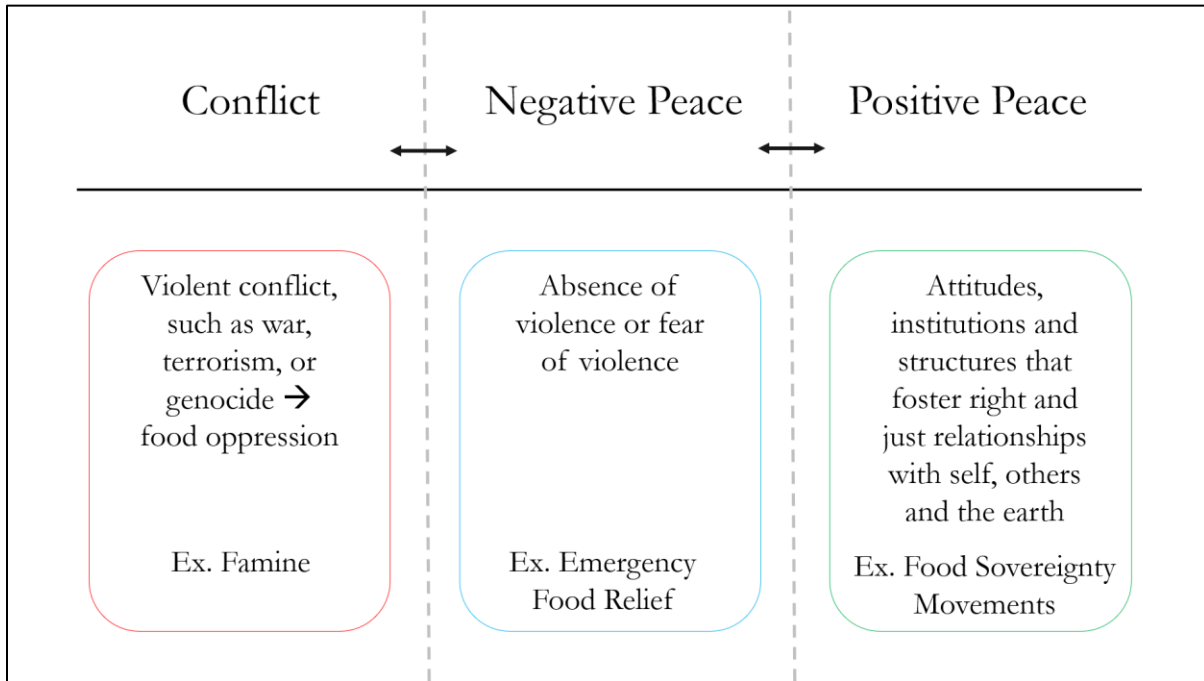 Conflict
Negative Peace
Positive Peace
Violent conflict,
such as war,
terrorism, or
genocide →
food oppression
Ex. Famine
Absence of
violence or fear
of violence
Ex. Emergency
Food Relief
Attitudes,
institutions and
structures that
foster right and
just relationships
with self, others
and the earth
Ex. Food Sovereignty
Movements